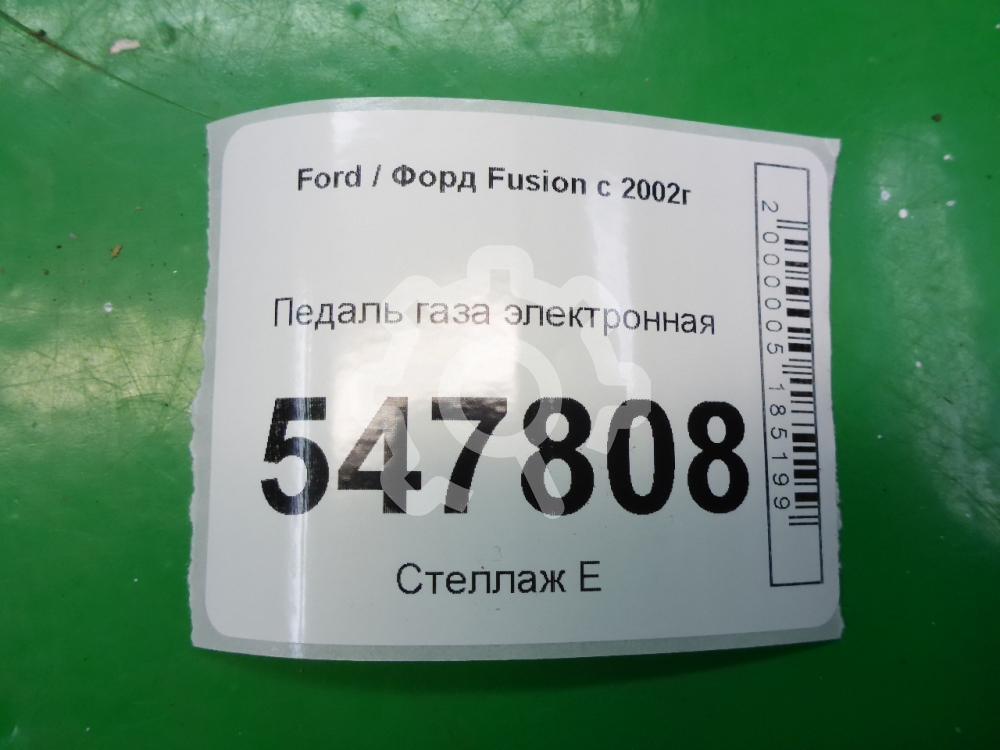 Ford / Форд Fusion с 2002г
Педаль газа электронная
547808
Стеллаж Е
2000005185199